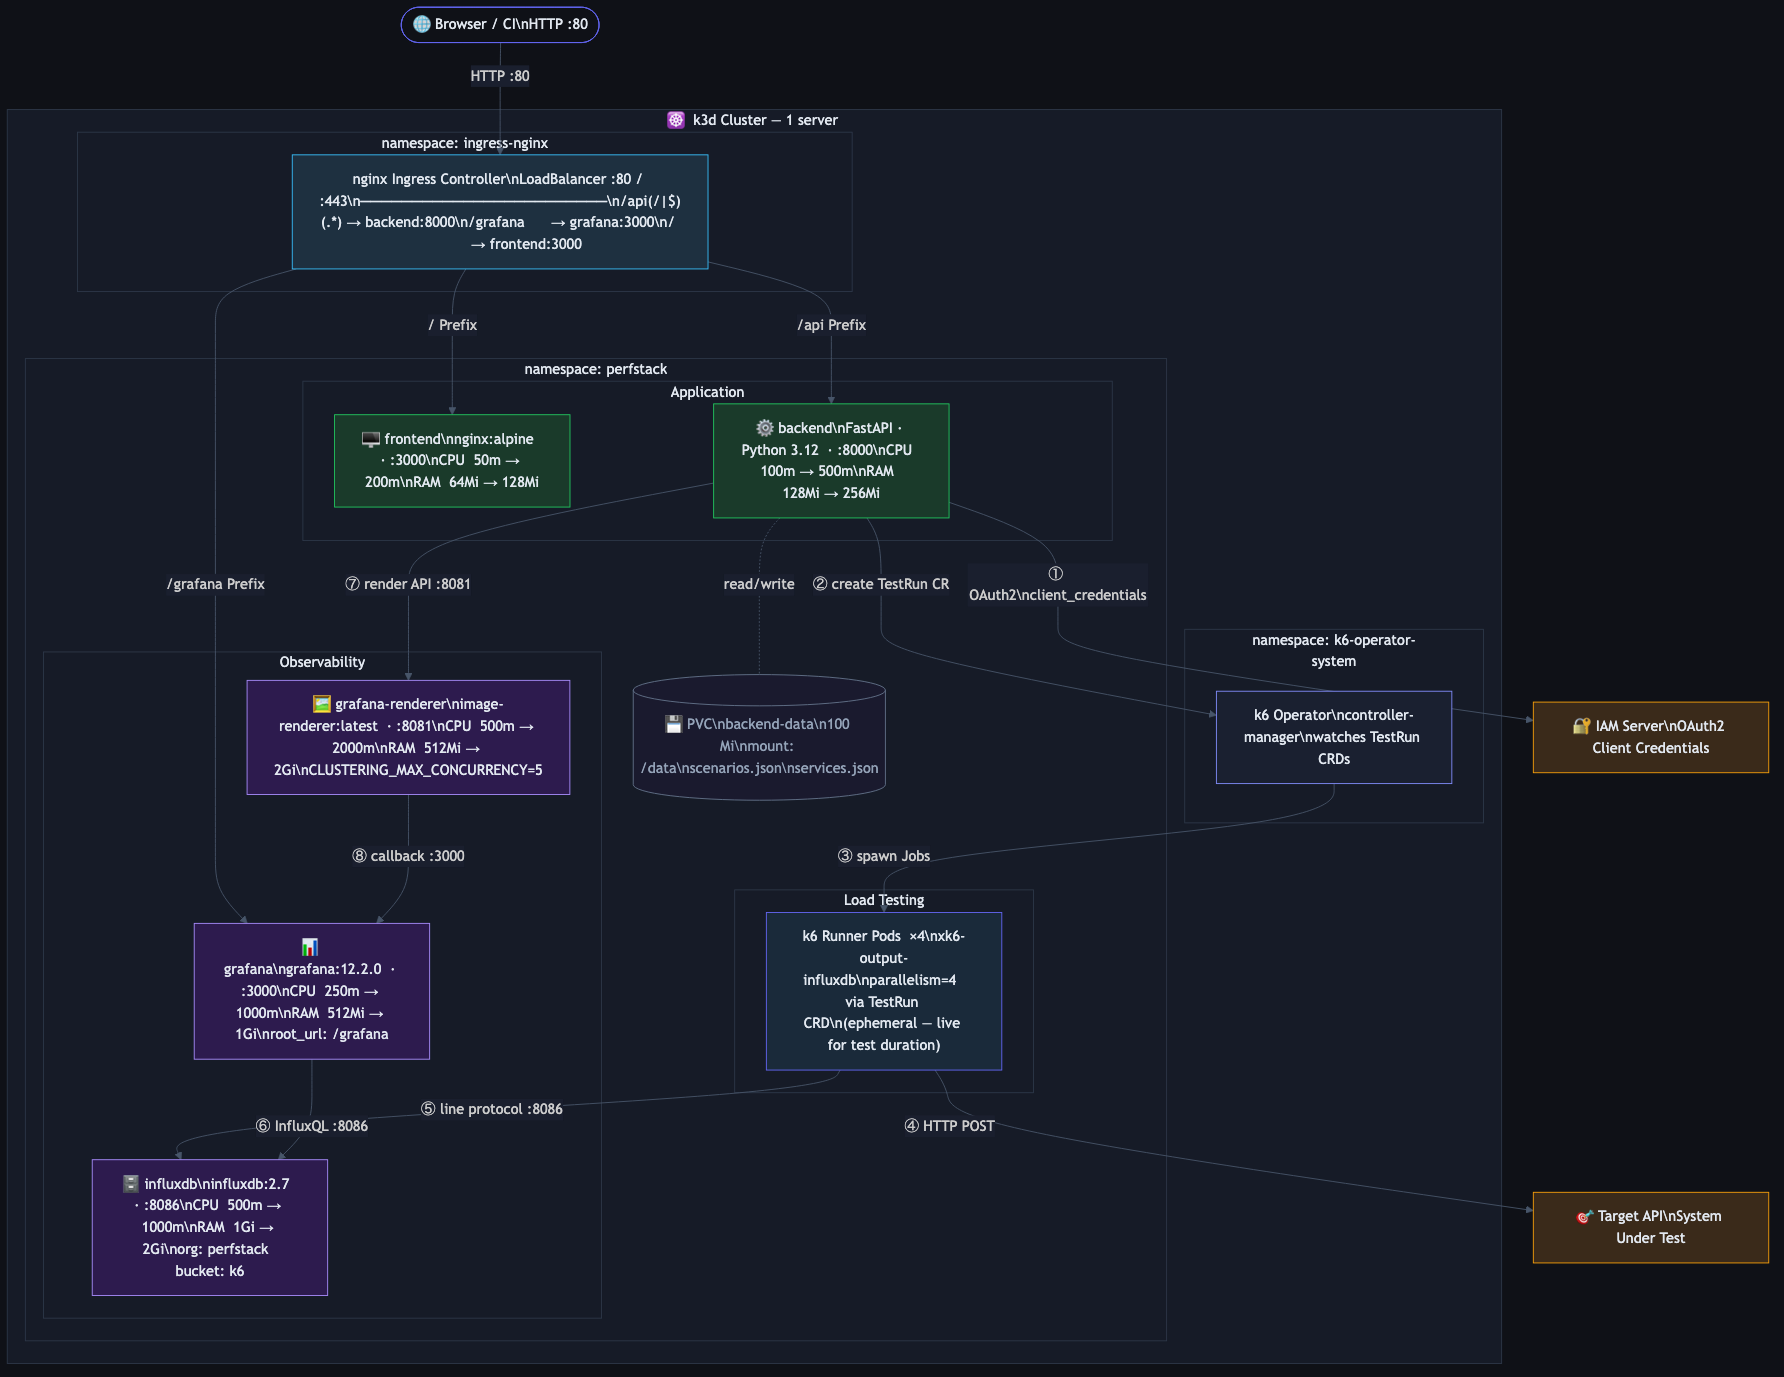 Browser / CI\nHTTP :80
HTTP :80
k3d Cluster — 1 server
namespace: ingress-nginx
nginx Ingress Controller\nLoadBalancer :80 /
:443\n──────────────────────────────\n/api(/|$)
(.*) → backend:8000\n/grafana → grafana:3000\n/
→ frontend:3000
/ Prefix
/api Prefix
namespace: perfstack
Application
frontend\nnginx:alpine
· :3000\nCPU 50m →
200m\nRAM 64Mi → 128Mi
backend\nFastAPI ·
Python 3.12 · :8000\nCPU
100m → 500m\nRAM
128Mi → 256Mi
/grafana Prefix
⑦ render API :8081
read/write
② create TestRun CR
①
OAuth2\nclient_credentials
namespace: k6-operator-
system
Observability
grafana-renderer\nimage-
renderer:latest · :8081\nCPU 500m →
2000m\nRAM 512Mi →
2Gi\nCLUSTERING_MAX_CONCURRENCY=5
PVC\nbackend-data\n100
Mi\nmount:
/data\nscenarios.json\nservices.json
k6 Operator\ncontroller-
manager\nwatches TestRun
CRDs
IAM Server\nOAuth2
Client Credentials
⑧ callback :3000
③ spawn Jobs
Load Testing
k6 Runner Pods ×4\nxk6-
output-
influxdb\nparallelism=4
via TestRun
CRD\n(ephemeral — live
for test duration)
grafana\ngrafana:12.2.0 ·
:3000\nCPU 250m →
1000m\nRAM 512Mi →
1Gi\nroot_url: /grafana
⑤ line protocol :8086
⑥ InfluxQL :8086
④ HTTP POST
influxdb\ninfluxdb:2.7
· :8086\nCPU 500m →
1000m\nRAM 1Gi →
2Gi\norg: perfstack
bucket: k6
Target API\nSystem
Under Test